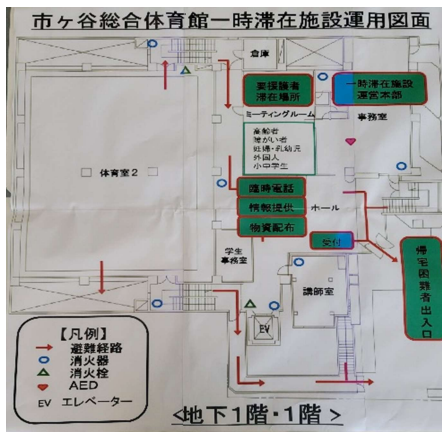 市ヶ谷総合体育館一時滞在施設運用図面
倉庫
要援護者
滞在場所
一時滞在施設
運営本部
ミーティングルーム
事務室
高齢者
障がい者
妊婦・乳幼児
外国人
小中学生
体育室2
臨時電話
情報提供
ホール
物資配布
受付
学生
事務室
講師室
帰宅困難者出入口
EV
【凡例】
避難経路
消火器
消火栓
AED
EV エレベーター
<地下1階・1階>